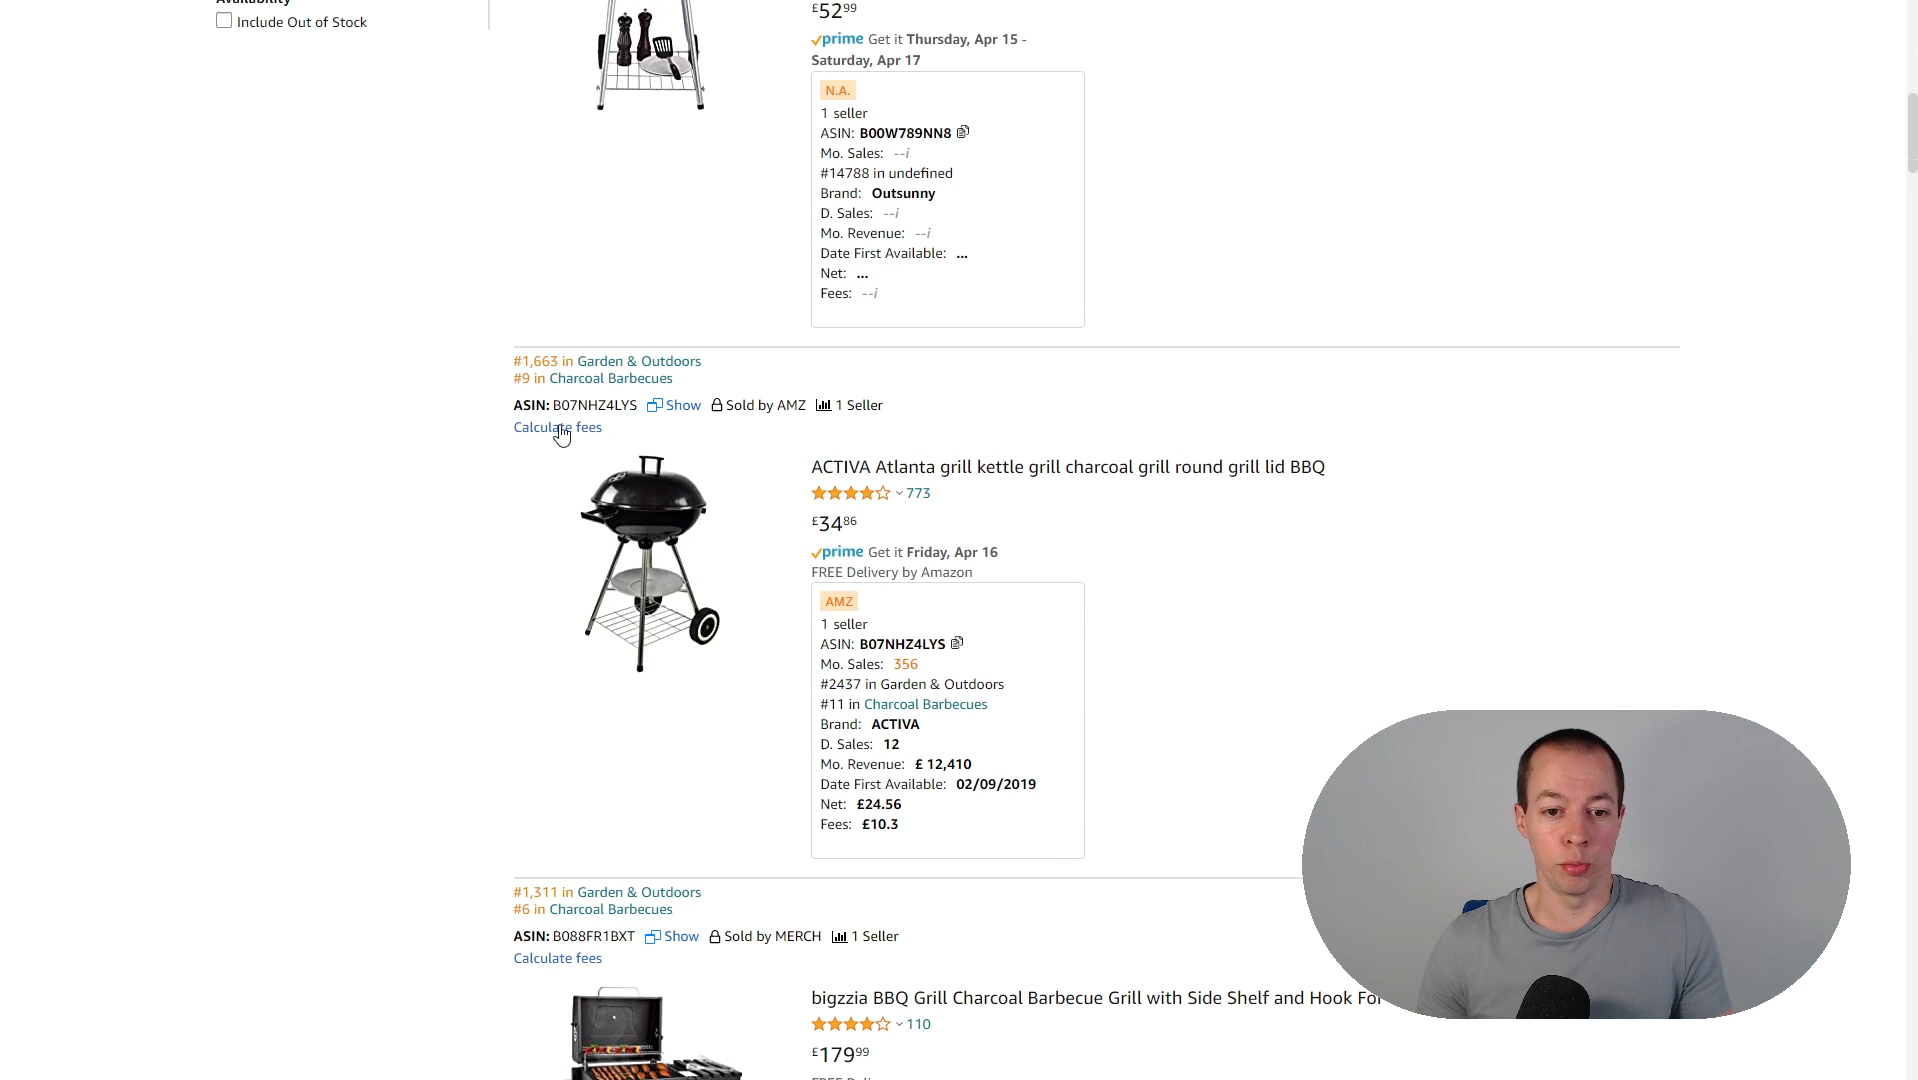 Availability
Include Out of Stock
£52⁹⁹
prime Get it Thursday, Apr 15 -
Saturday, Apr 17
N.A.
1 seller
ASIN: B00W789NN8
Mo. Sales: --i
#14788 in undefined
Brand: Outsunny
D. Sales: --i
Mo. Revenue: --i
Date First Available: ...
Net: ...
Fees: --i
#1,663 in Garden & Outdoors
#9 in Charcoal Barbecues
ASIN: B07NHZ4LYS Show Sold by AMZ 1 Seller
Calculate fees
ACTIVA Atlanta grill kettle grill charcoal grill round grill lid BBQ
773
£34⁸⁶
prime Get it Friday, Apr 16
FREE Delivery by Amazon
AMZ
1 seller
ASIN: B07NHZ4LYS
Mo. Sales: 356
#2437 in Garden & Outdoors
#11 in Charcoal Barbecues
Brand: ACTIVA
D. Sales: 12
Mo. Revenue: £ 12,410
Date First Available: 02/09/2019
Net: £24.56
Fees: £10.3
#1,311 in Garden & Outdoors
#6 in Charcoal Barbecues
ASIN: B088FR1BXT Show Sold by MERCH 1 Seller
Calculate fees
bigzzia BBQ Grill Charcoal Barbecue Grill with Side Shelf and Hook For
110
£179⁹⁹